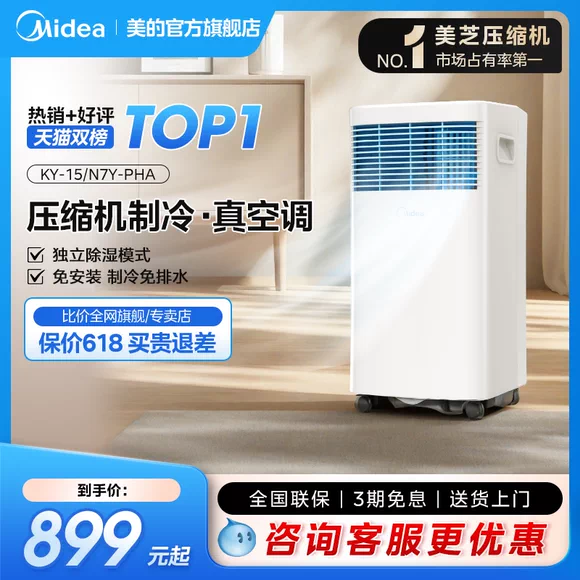 Midea | 美的官方旗舰店
NO.1 美芝压缩机
市场占有率第一
热销+好评
天猫双榜
TOP1
KY-15/N7Y-PHA
压缩机制冷·真空调
独立除湿模式
免安装 制冷免排水
比价全网旗舰/专卖店
保价618 买贵退差
Midea
到手价：
899元起
全国联保 | 3期免息 | 送货上门
咨询客服更优惠